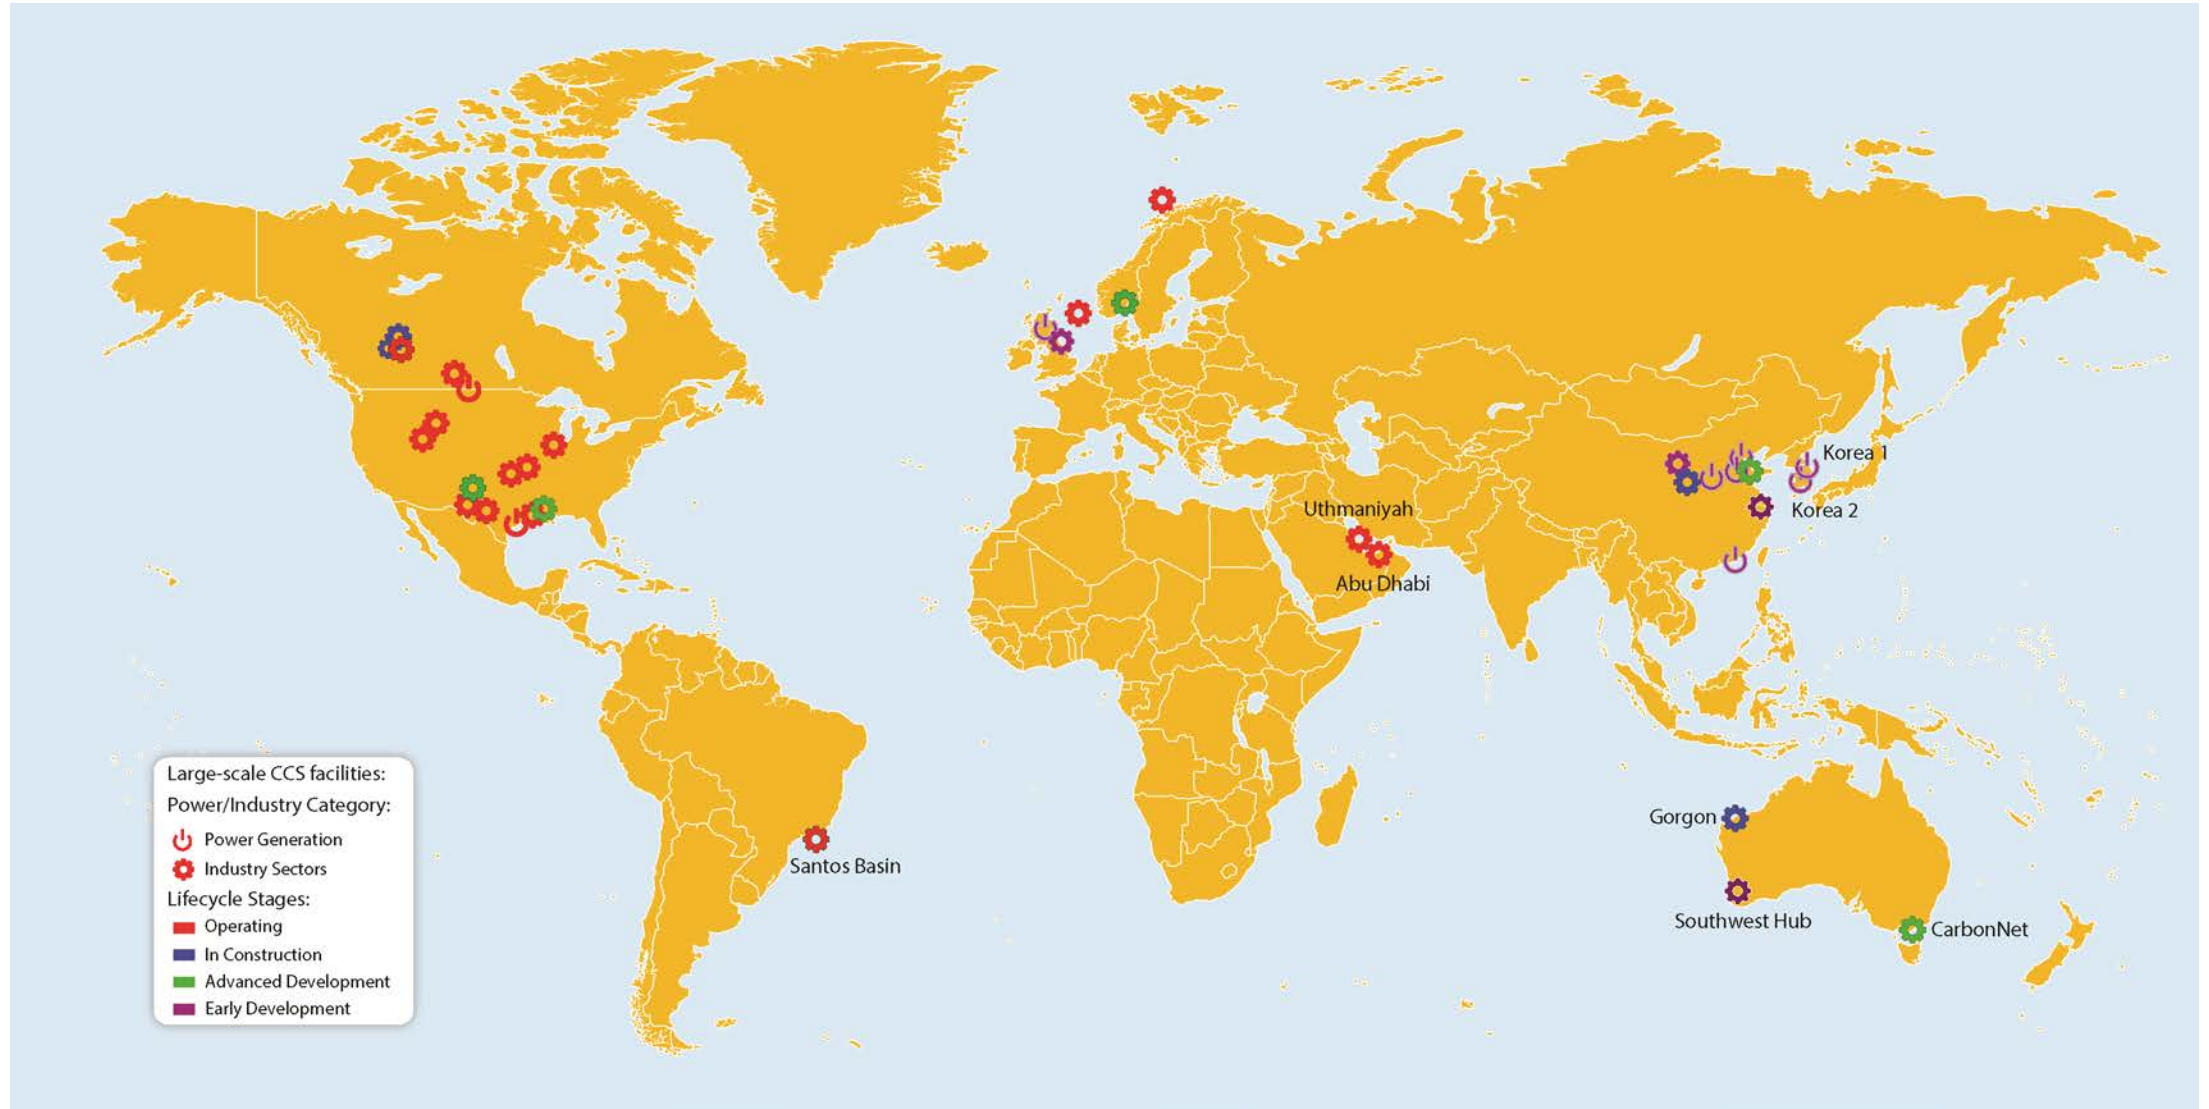 Korea 1
Korea 2
Uthmaniyah
Abu Dhabi
Santos Basin
Gorgon
Southwest Hub
CarbonNet
Large-scale CCS facilities:
Power/Industry Category:
Power Generation
Industry Sectors
Lifecycle Stages:
Operating
In Construction
Advanced Development
Early Development